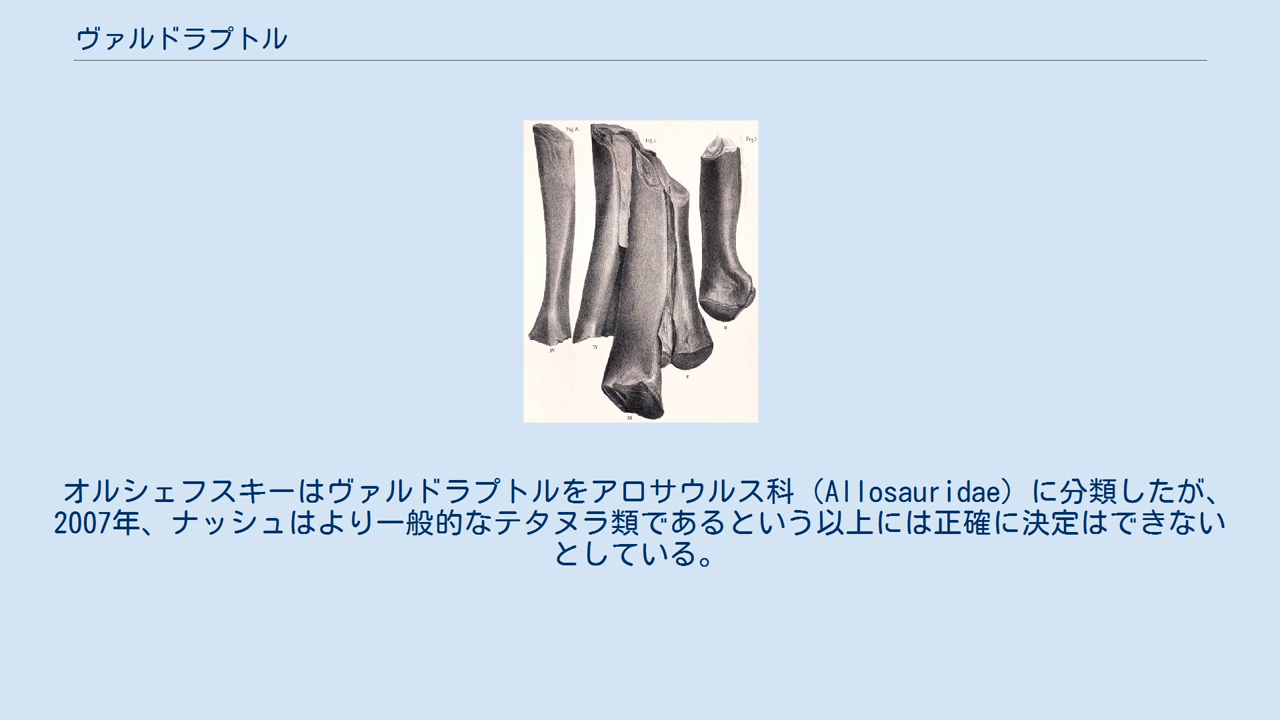 ヴァルドラプトル
オルシェフスキーはヴァルドラプトルをアロサウルス科（Allosauridae）に分類したが、
2007年、ナッシュはより一般的なテタヌラ類であるという以上には正確に決定はできない
としている。